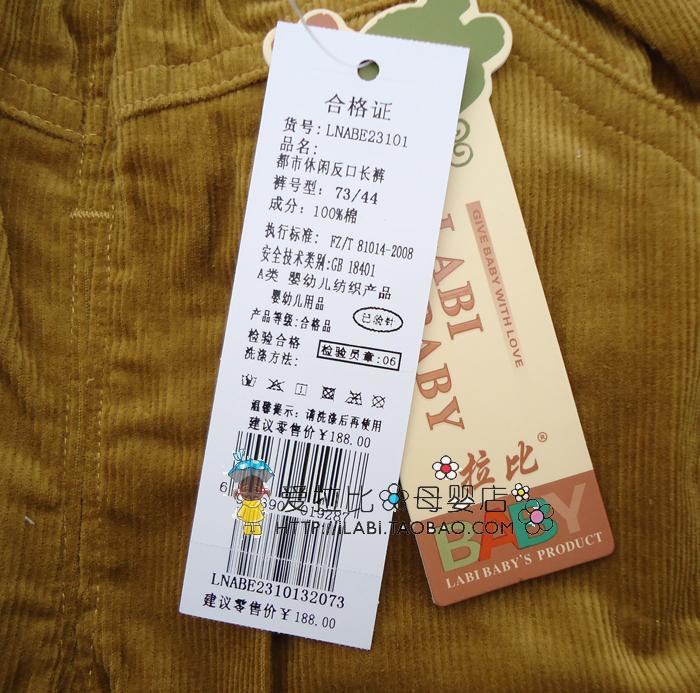 合格证
货号:LNABE23101
品名:
都市休闲反口长裤
裤号型: 73/44
成分: 100%棉
执行标准: FZ/T 81014-2008
安全技术类别:GB 18401
A类 婴幼儿纺织产品
婴幼儿用品
产品等级:合格品
已验针
检验合格
检验员章:06
洗涤方法:
温馨提示: 请洗涤后再使用
建议零售价¥188.00
LNABE2310132073
建议零售价¥188.00
GIVE BABY WITH LOVE
LABI BABY
拉比®
BABY
LABI BABY'S PRODUCT
爱拉比 母婴店
HTTP://ILABI.TAOBAO.COM